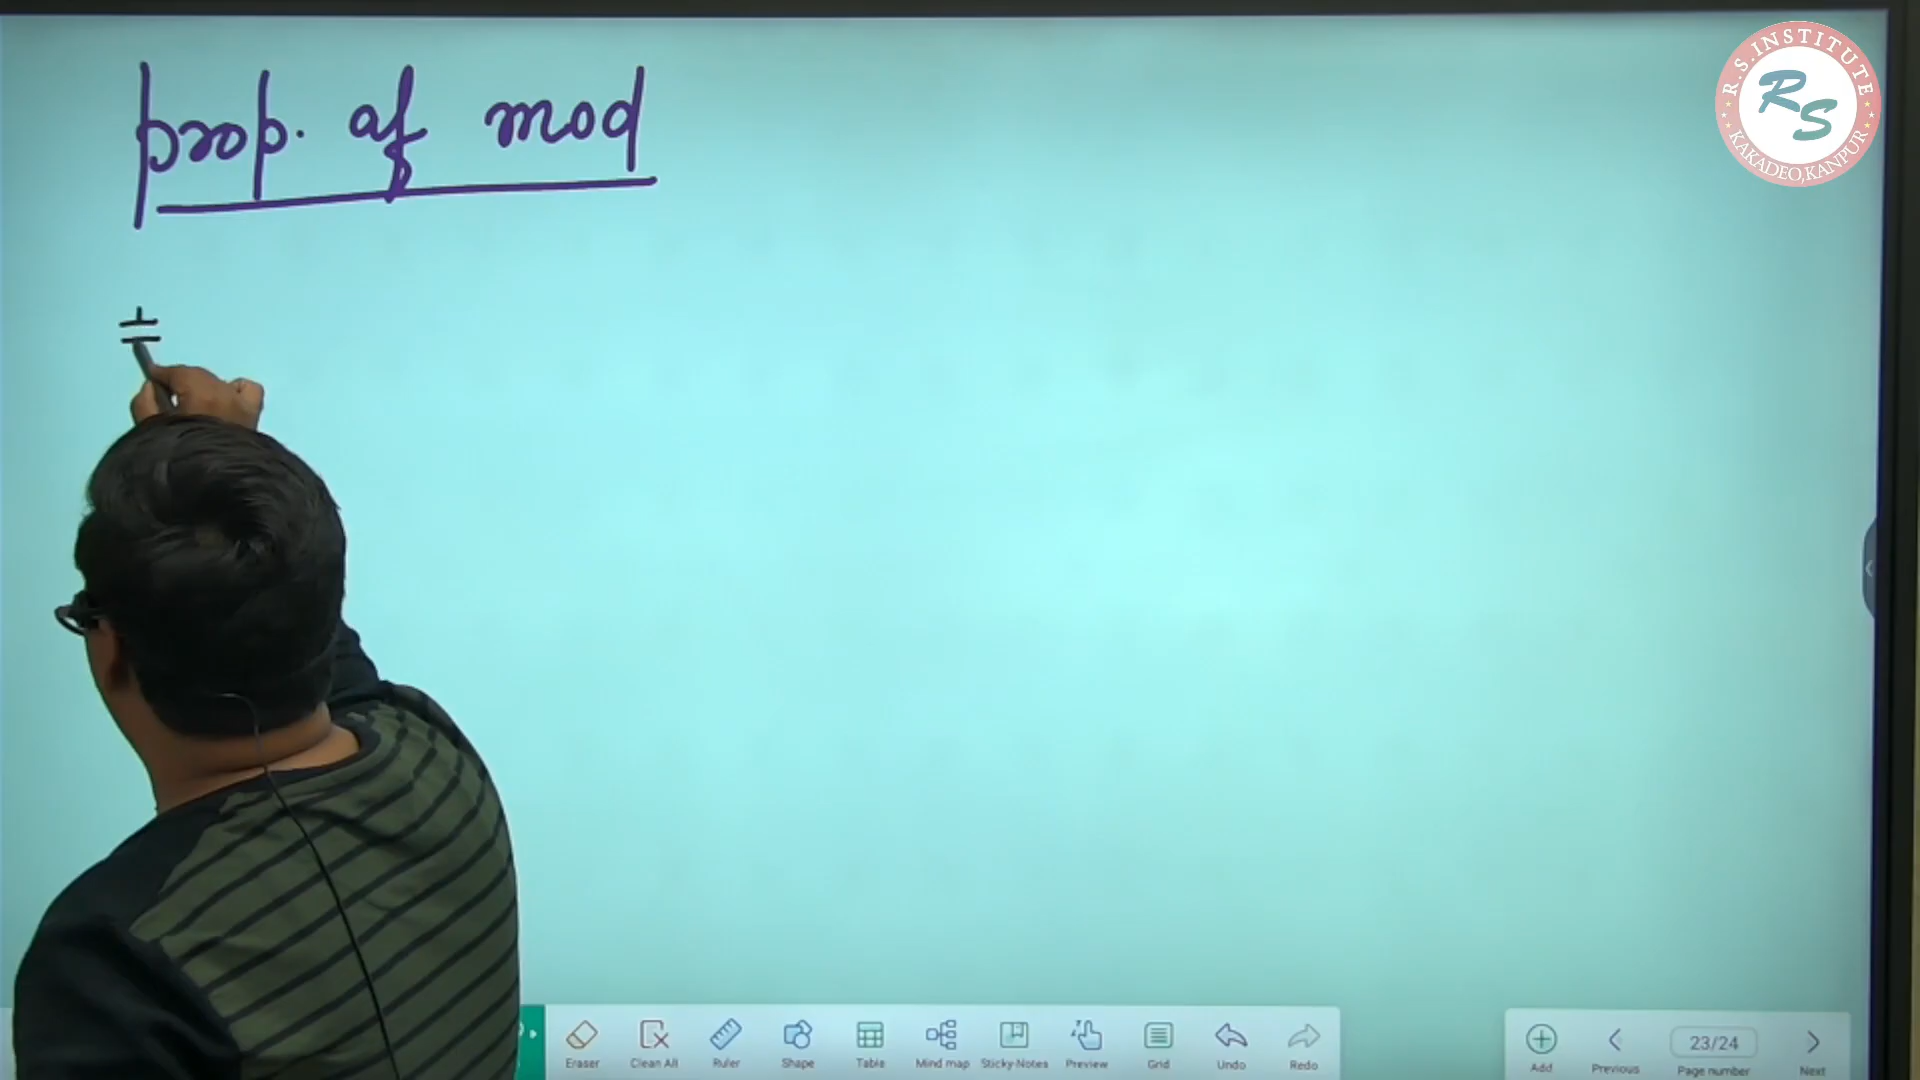 prop. of mod
R.S. INSTITUTE
RS
KAKADEO, KANPUR
Eraser Clean All Ruler Shape Table Mind map Sticky Notes Preview Grid Undo Redo
Add Previous 23/24 Page number Next